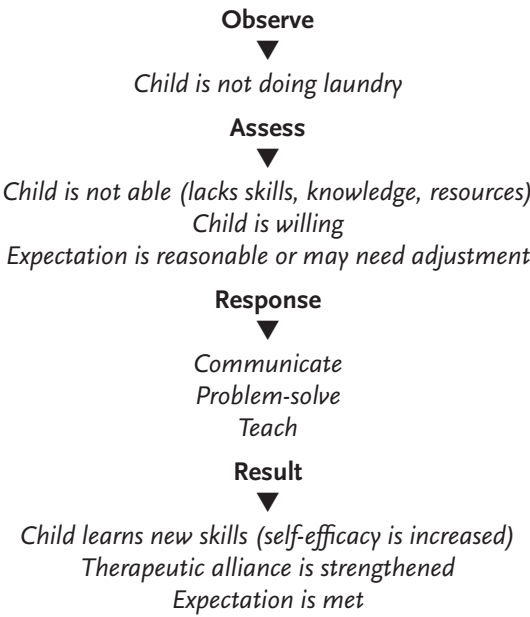 Observe
Child is not doing laundry
Assess
Child is not able (lacks skills, knowledge, resources)
Child is willing
Expectation is reasonable or may need adjustment
Response
Communicate
Problem-solve
Teach
Result
Child learns new skills (self-efficacy is increased)
Therapeutic alliance is strengthened
Expectation is met